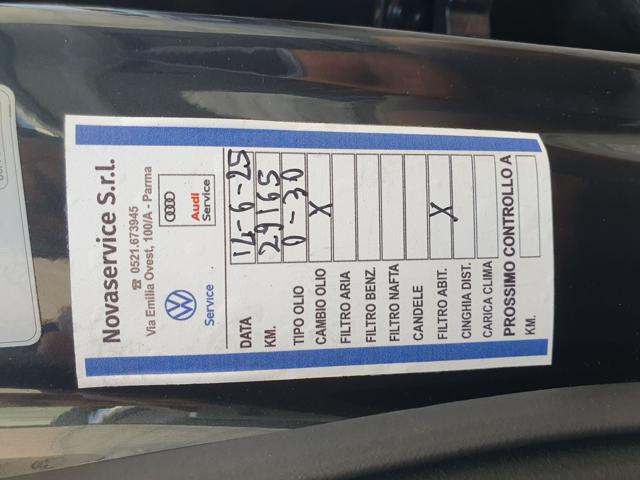 Novaservice S.r.l.
☎ 0521.673945
Via Emilia Ovest, 100/A - Parma
Service
Audi
Service
DATA 14-6-25
KM. 29165
TIPO OLIO 0-30
CAMBIO OLIO X
FILTRO ARIA
FILTRO BENZ.
FILTRO NAFTA
CANDELE
FILTRO ABIT. X
CINGHIA DIST.
CARICA CLIMA
PROSSIMO CONTROLLO A
KM.